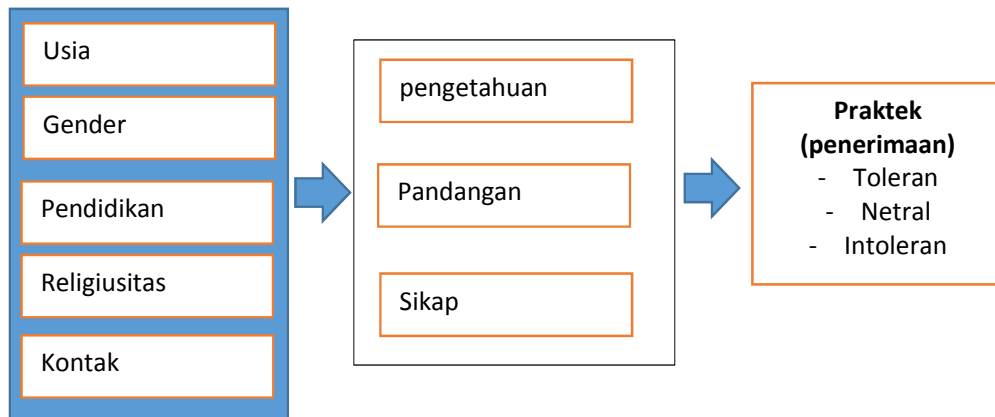 Usia
Gender
Pendidikan
Religiusitas
Kontak
pengetahuan
Pandangan
Sikap
Praktek
(penerimaan)
- Toleran
- Netral
- Intoleran